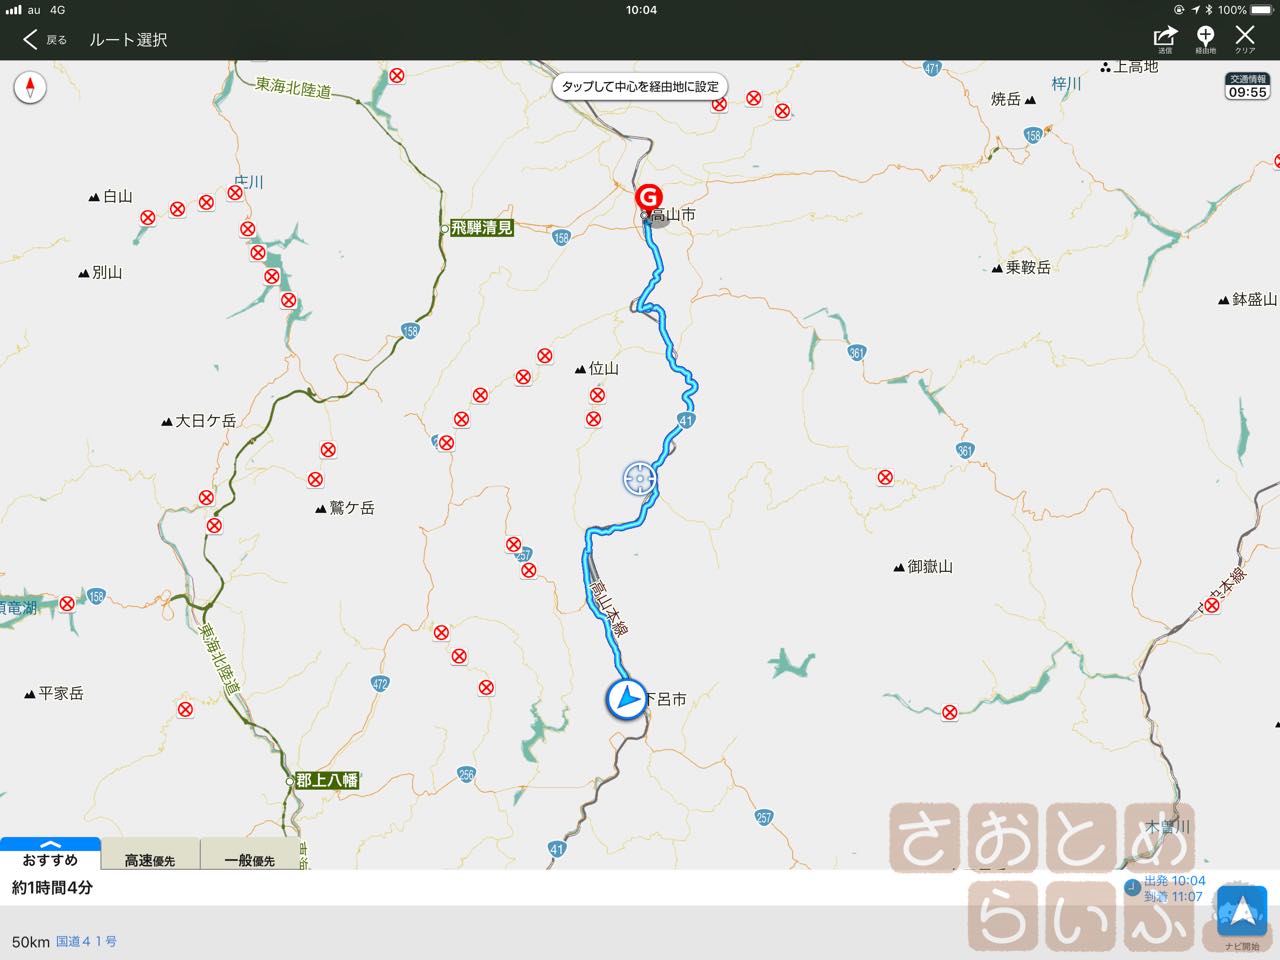 au 4G
10:04
100%
戻る
ルート選択
送信
経由地
クリア
東海北陸道
タップして中心を経由地に設定
471
上高地
梓川
交通情報
09:55
焼岳
158
庄川
白山
G
高山市
飛騨清見
158
別山
乗鞍岳
鉢盛山
158
361
位山
大日ケ岳
41
361
鷲ケ岳
257
御嶽山
高山本線
158
東海北陸道
472
平家岳
下呂市
郡上八幡
256
257
41
木曽川
さおとめ
らいふ
おすすめ
高速優先
一般優先
約1時間4分
出発 10:04
到着 11:07
50km 国道41号
ナビ開始